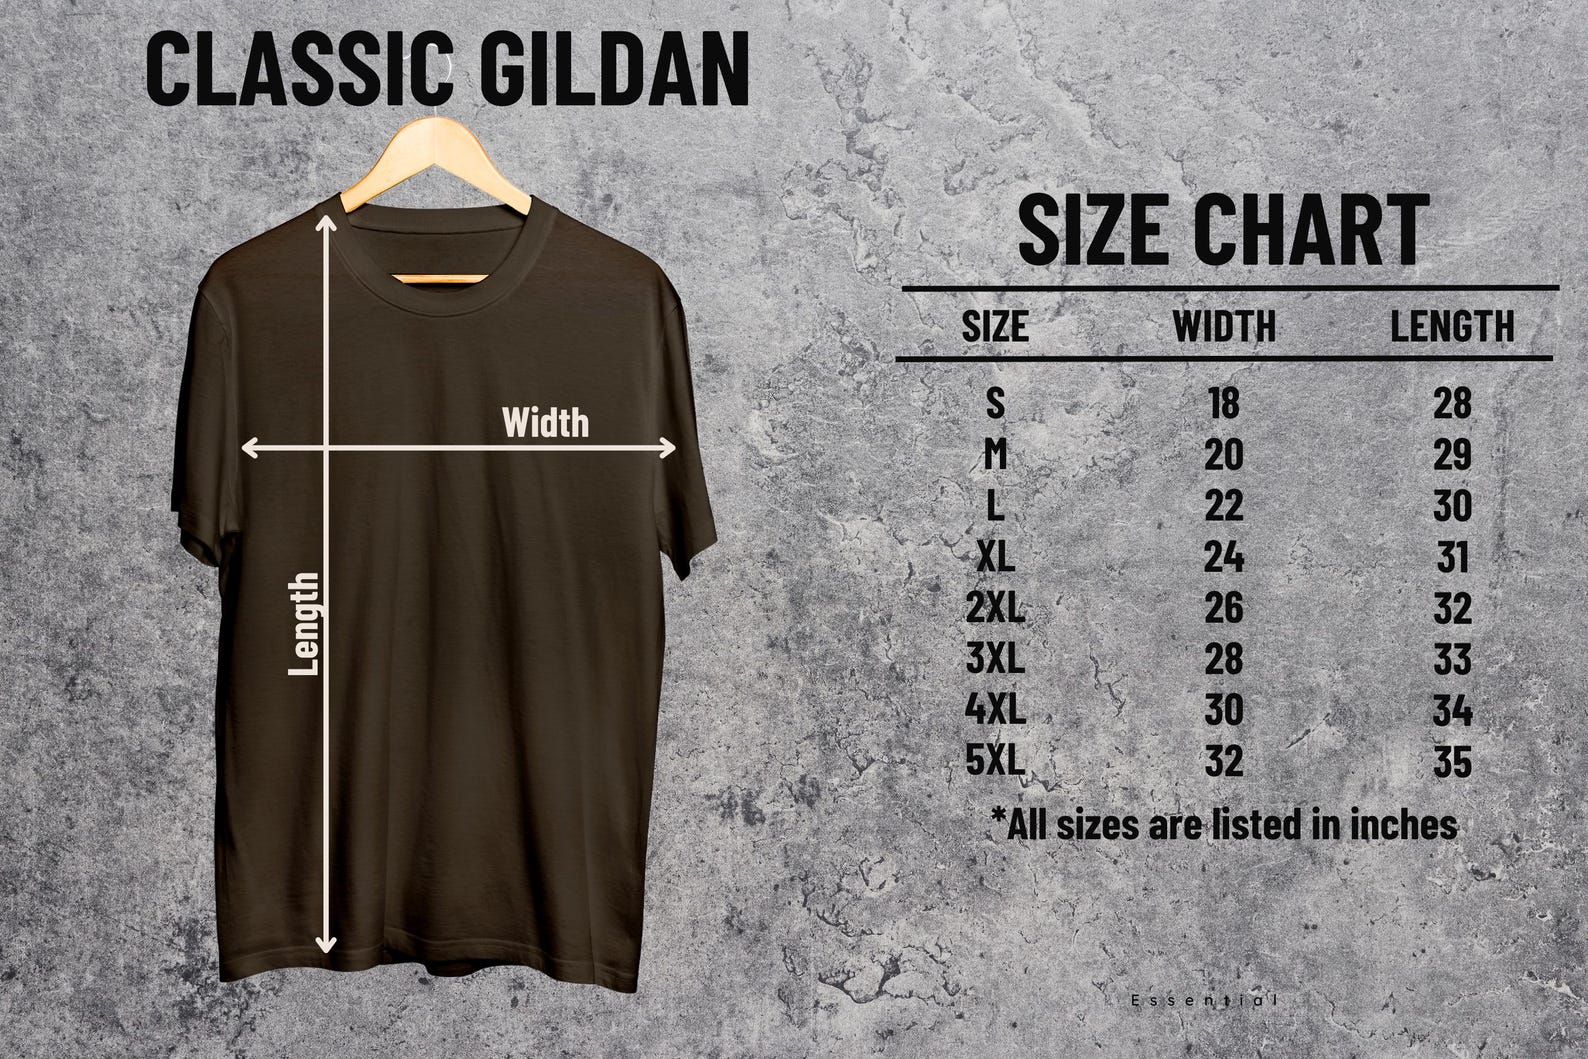 CLASSIC GILDAN
Width
Length
SIZE CHART
SIZE WIDTH LENGTH
S 18 28
M 20 29
L 22 30
XL 24 31
2XL 26 32
3XL 28 33
4XL 30 34
5XL 32 35
*All sizes are listed in inches
Essential